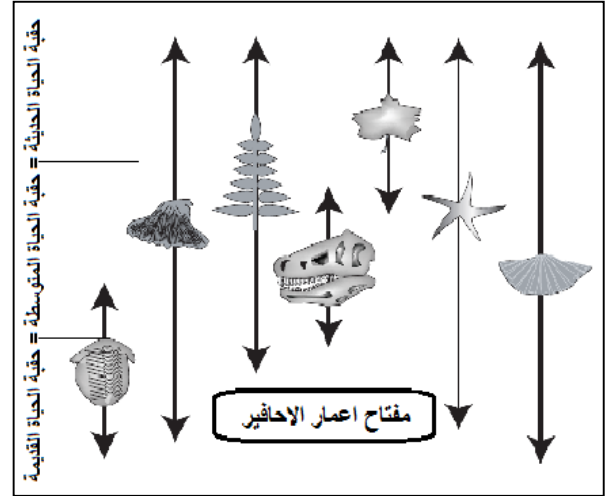 حقبة الحياة القديمة = حقبة الحياة المتوسطة = حقبة الحياة الحديثة
مفتاح اعمار الاحافير